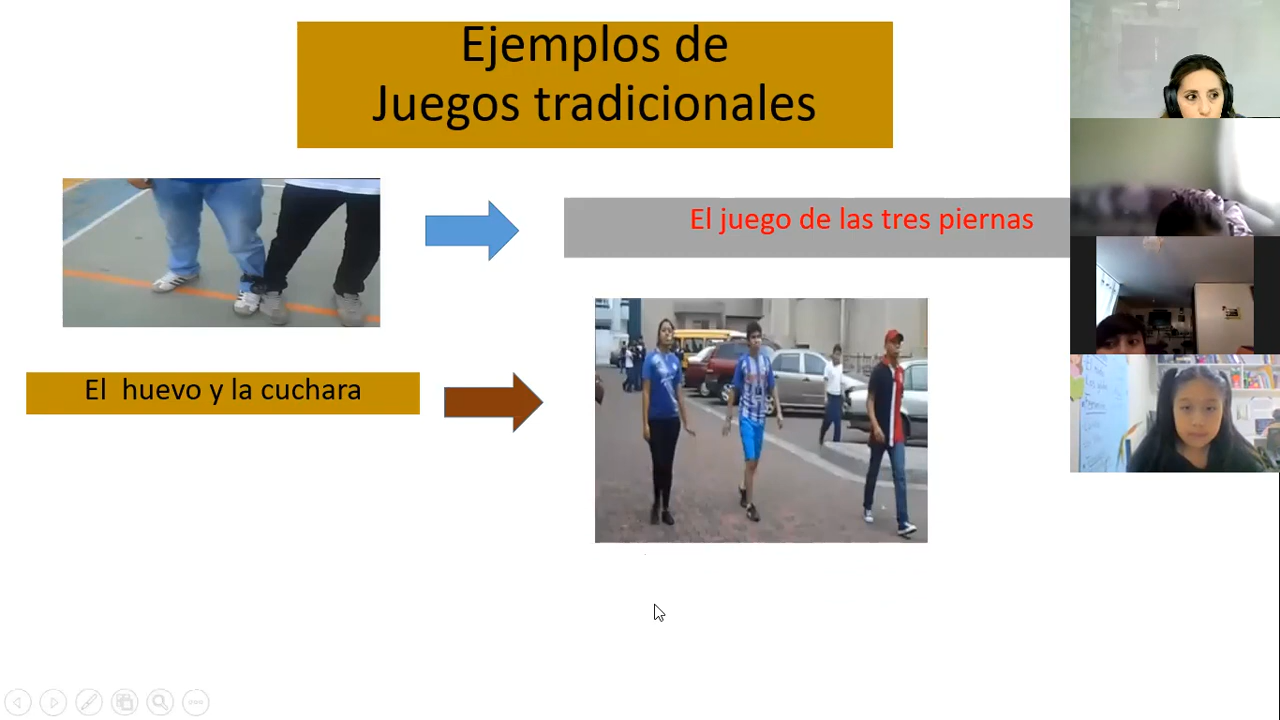 Ejemplos de
Juegos tradicionales
El juego de las tres piernas
El huevo y la cuchara